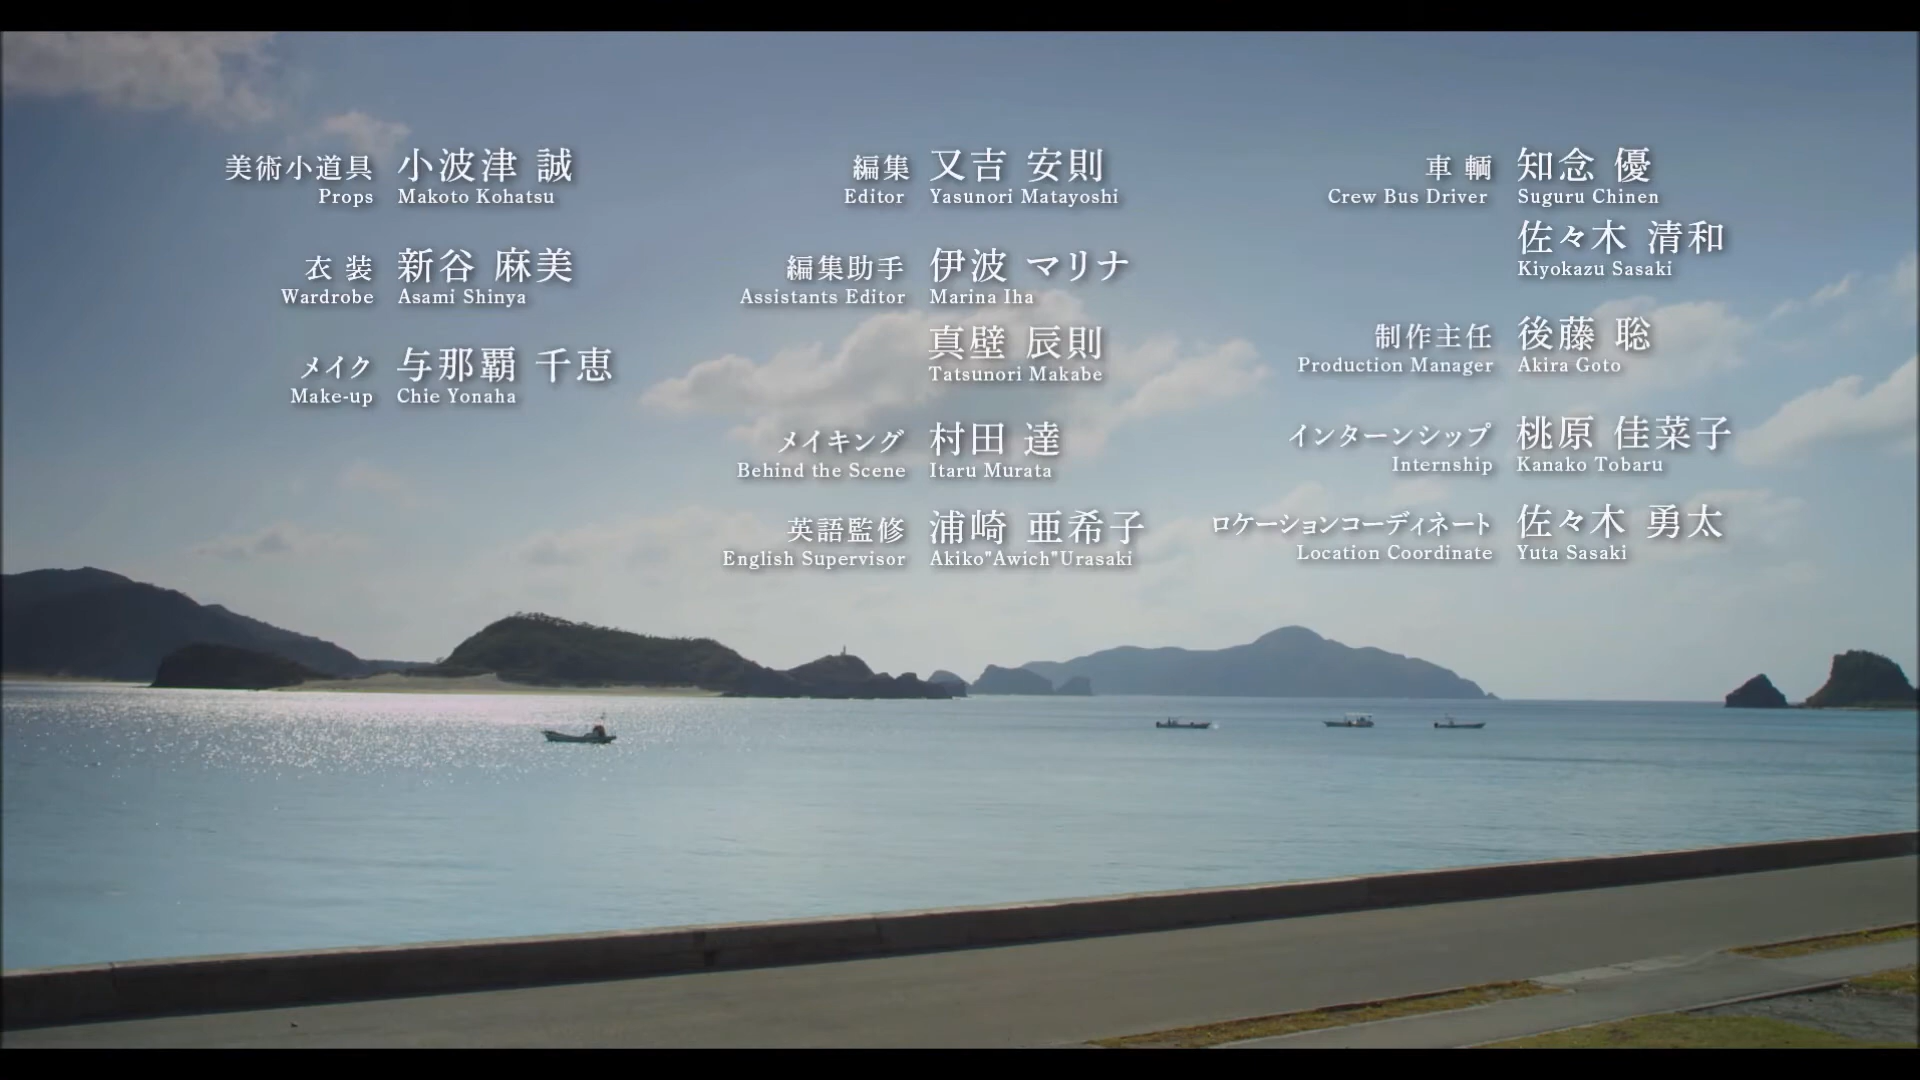 美術小道具 小波津 誠
Props Makoto Kohatsu
衣 装 新谷 麻美
Wardrobe Asami Shinya
メイク 与那覇 千恵
Make-up Chie Yonaha
編集 又吉 安則
Editor Yasunori Matayoshi
編集助手 伊波 マリナ
Assistants Editor Marina Iha
真壁 辰則
Tatsunori Makabe
メイキング 村田 達
Behind the Scene Itaru Murata
英語監修 浦崎 亜希子
English Supervisor Akiko"Awich"Urasaki
車 輌 知念 優
Crew Bus Driver Suguru Chinen
佐々木 清和
Kiyokazu Sasaki
制作主任 後藤 聡
Production Manager Akira Goto
インターンシップ 桃原 佳菜子
Internship Kanako Tobaru
ロケーションコーディネート 佐々木 勇太
Location Coordinate Yuta Sasaki